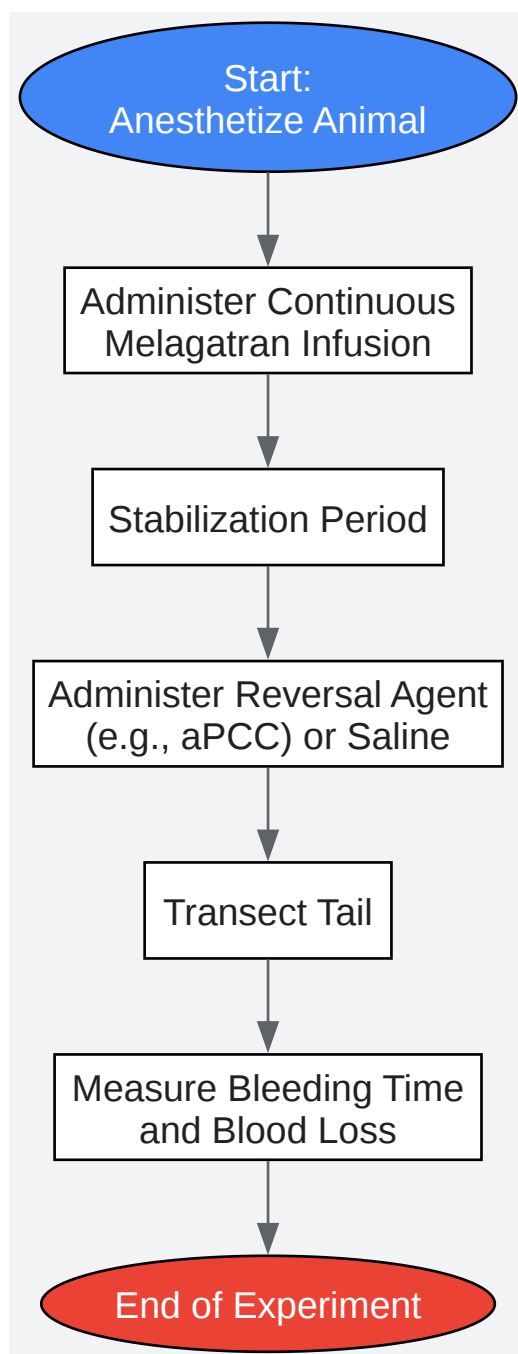 Start:
Anesthetize Animal
Administer Continuous
Melagatran Infusion
Stabilization Period
Administer Reversal Agent
(e.g., aPCC) or Saline
Transect Tail
Measure Bleeding Time
and Blood Loss
End of Experiment